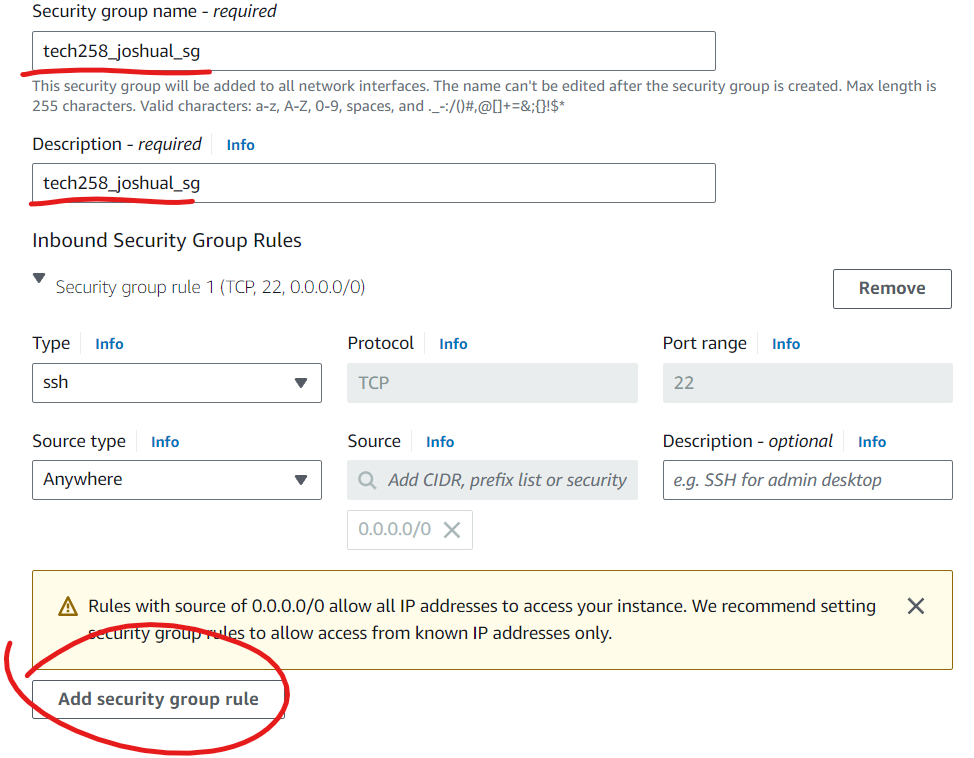 Security group name - required
tech258_joshual_sg
This security group will be added to all network interfaces. The name can't be edited after the security group is created. Max length is
255 characters. Valid characters: a-z, A-Z, 0-9, spaces, and ._-:/()#,@[]+=&;{}!$*
Description - required Info
tech258_joshual_sg
Inbound Security Group Rules
Security group rule 1 (TCP, 22, 0.0.0.0/0)
Remove
Type Info Protocol Info Port range Info
ssh TCP 22
Source type Info Source Info Description - optional Info
Anywhere Add CIDR, prefix list or security e.g. SSH for admin desktop
0.0.0.0/0
Rules with source of 0.0.0.0/0 allow all IP addresses to access your instance. We recommend setting
security group rules to allow access from known IP addresses only.
Add security group rule